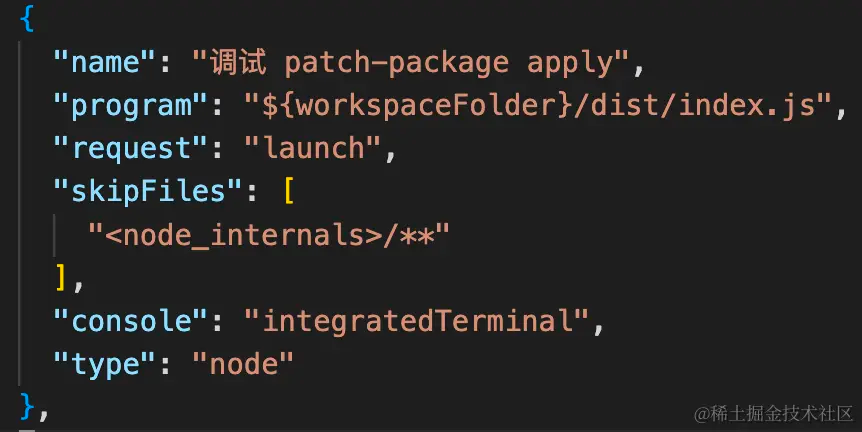 {
"name": "调试 patch-package apply",
"program": "${workspaceFolder}/dist/index.js",
"request": "launch",
"skipFiles": [
"<node_internals>/**"
],
"console": "integratedTerminal",
"type": "node"
},
@稀土掘金技术社区